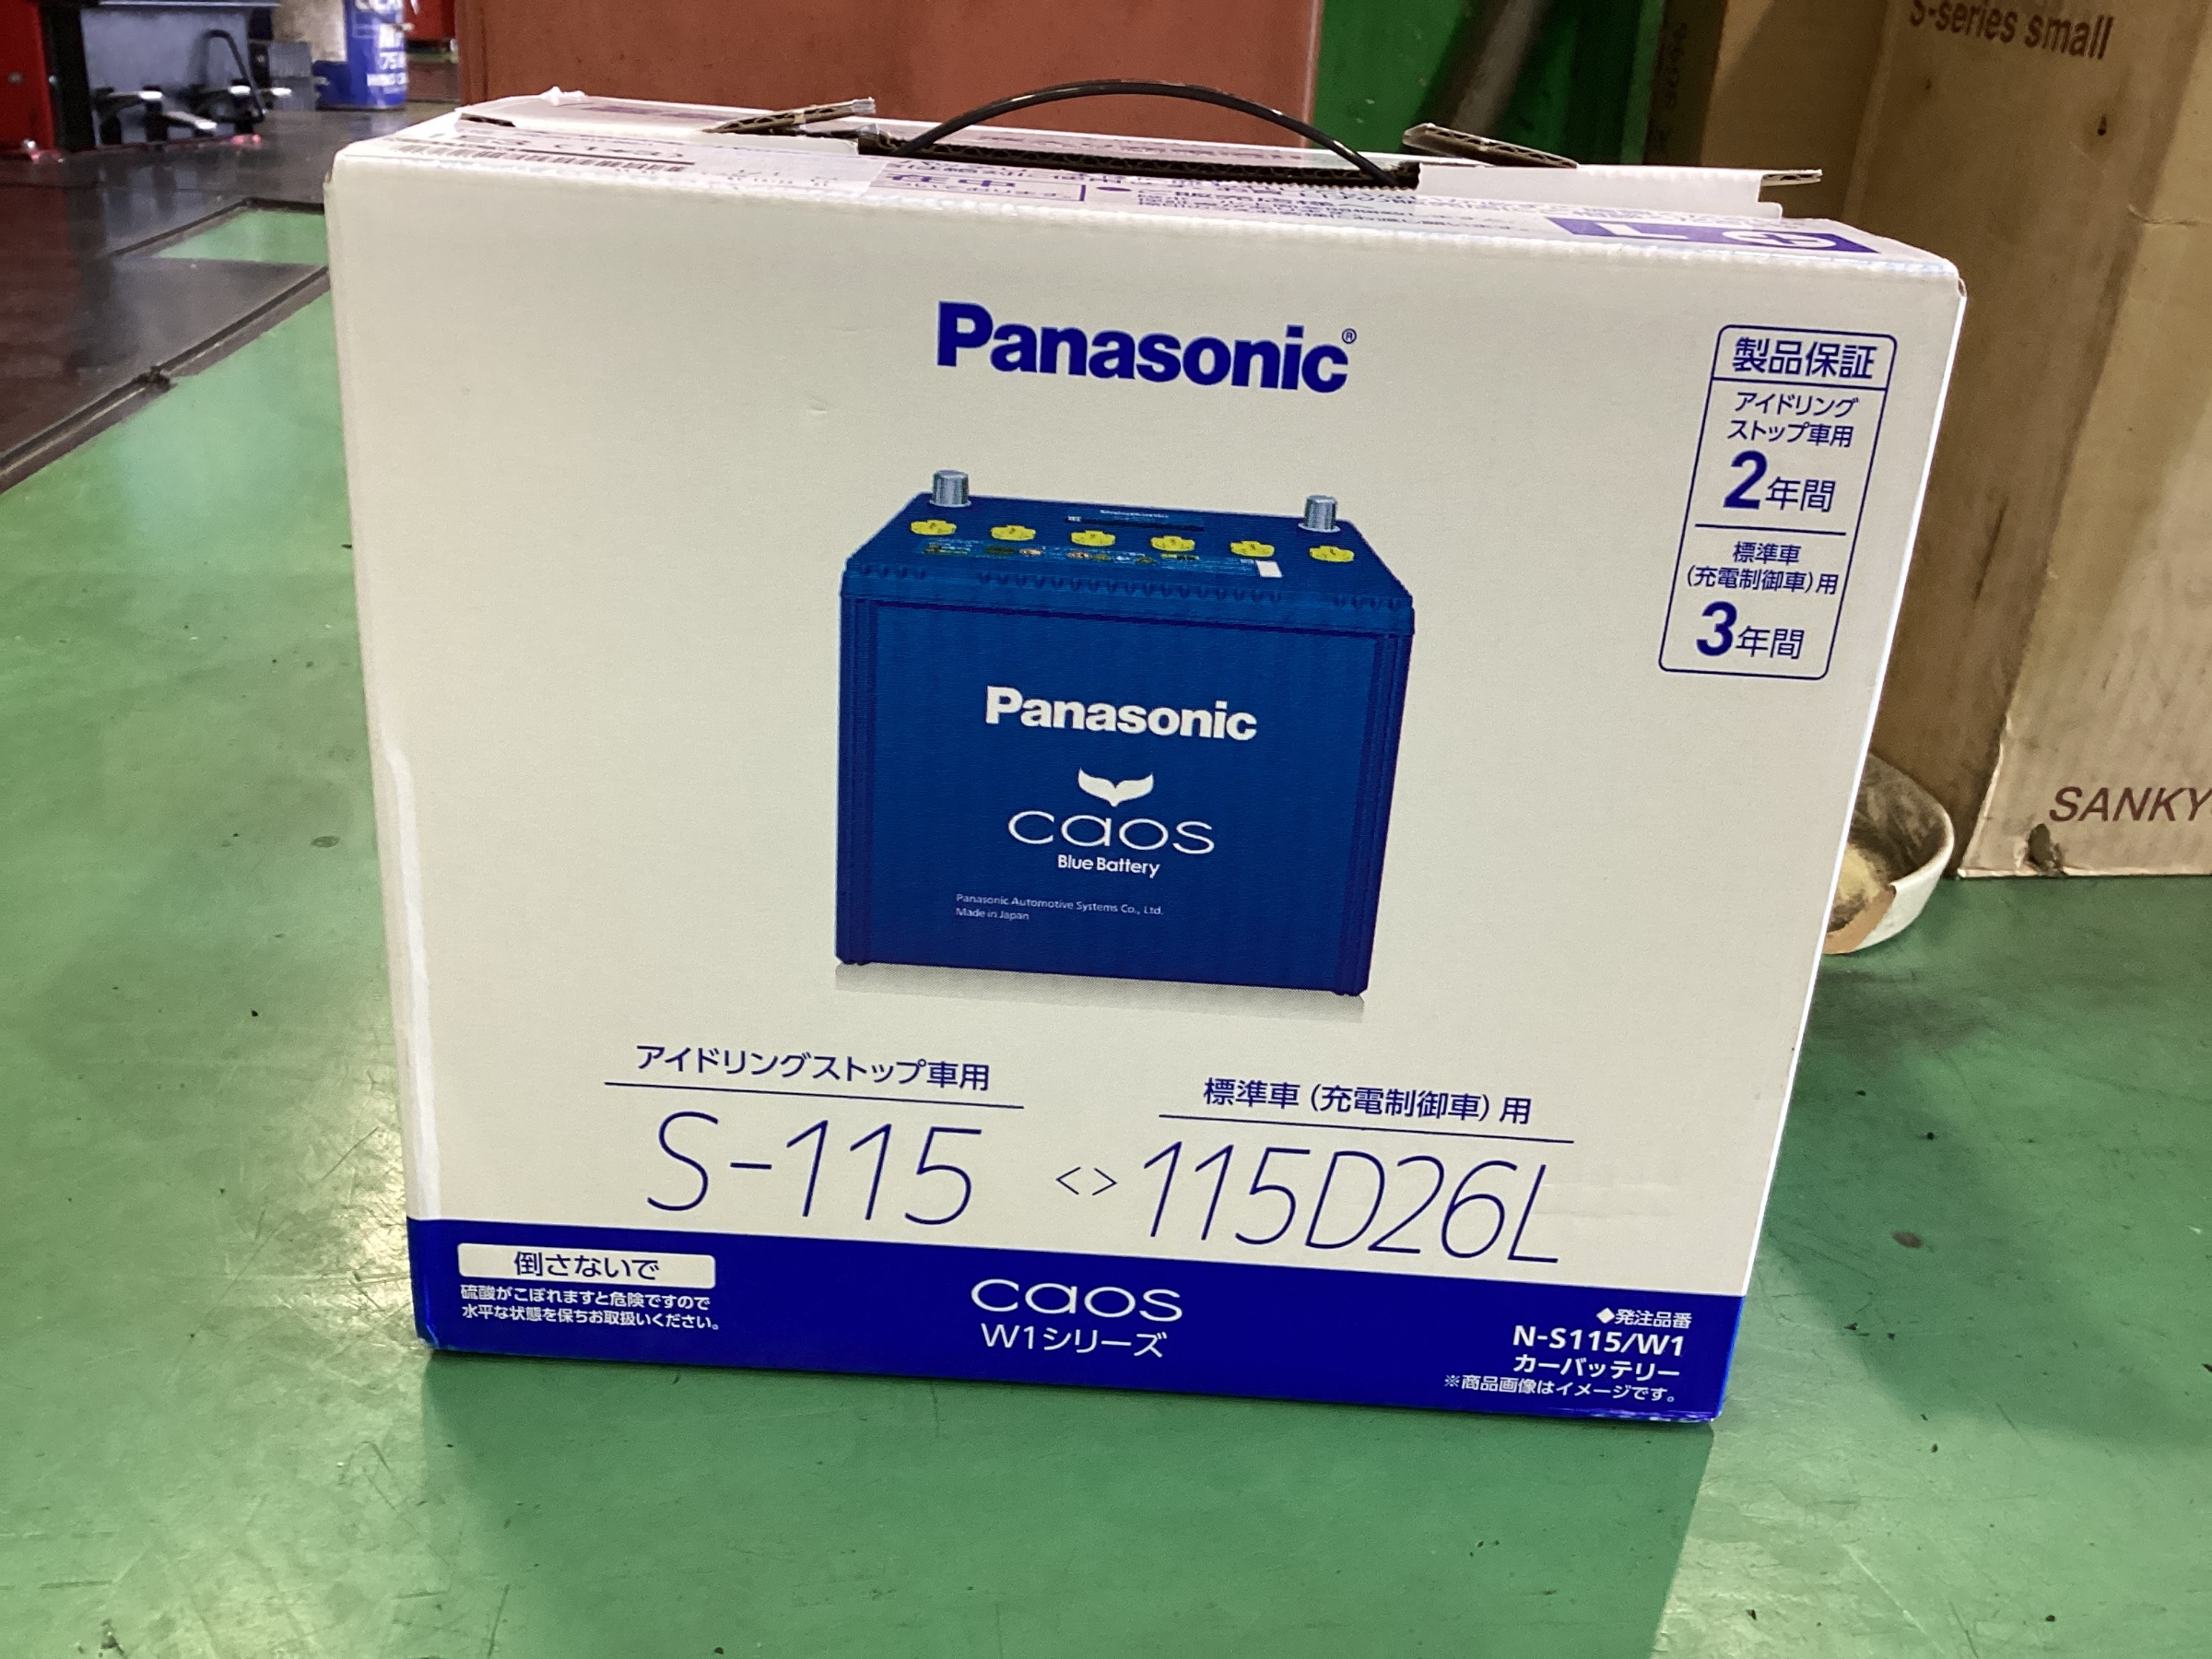 S-series small
Panasonic®
製品保証
アイドリング
ストップ車用
2年間
標準車
(充電制御車)用
3年間
Panasonic
caos
Blue Battery
Panasonic Automotive Systems Co., Ltd.
Made in Japan
SANKY
アイドリングストップ車用
S-115
<>
標準車(充電制御車)用
115D26L
倒さないで
硫酸がこぼれますと危険ですので
水平な状態を保ちお取扱いください。
caos
W1シリーズ
◆発注品番
N-S115/W1
カーバッテリー
※商品画像はイメージです。